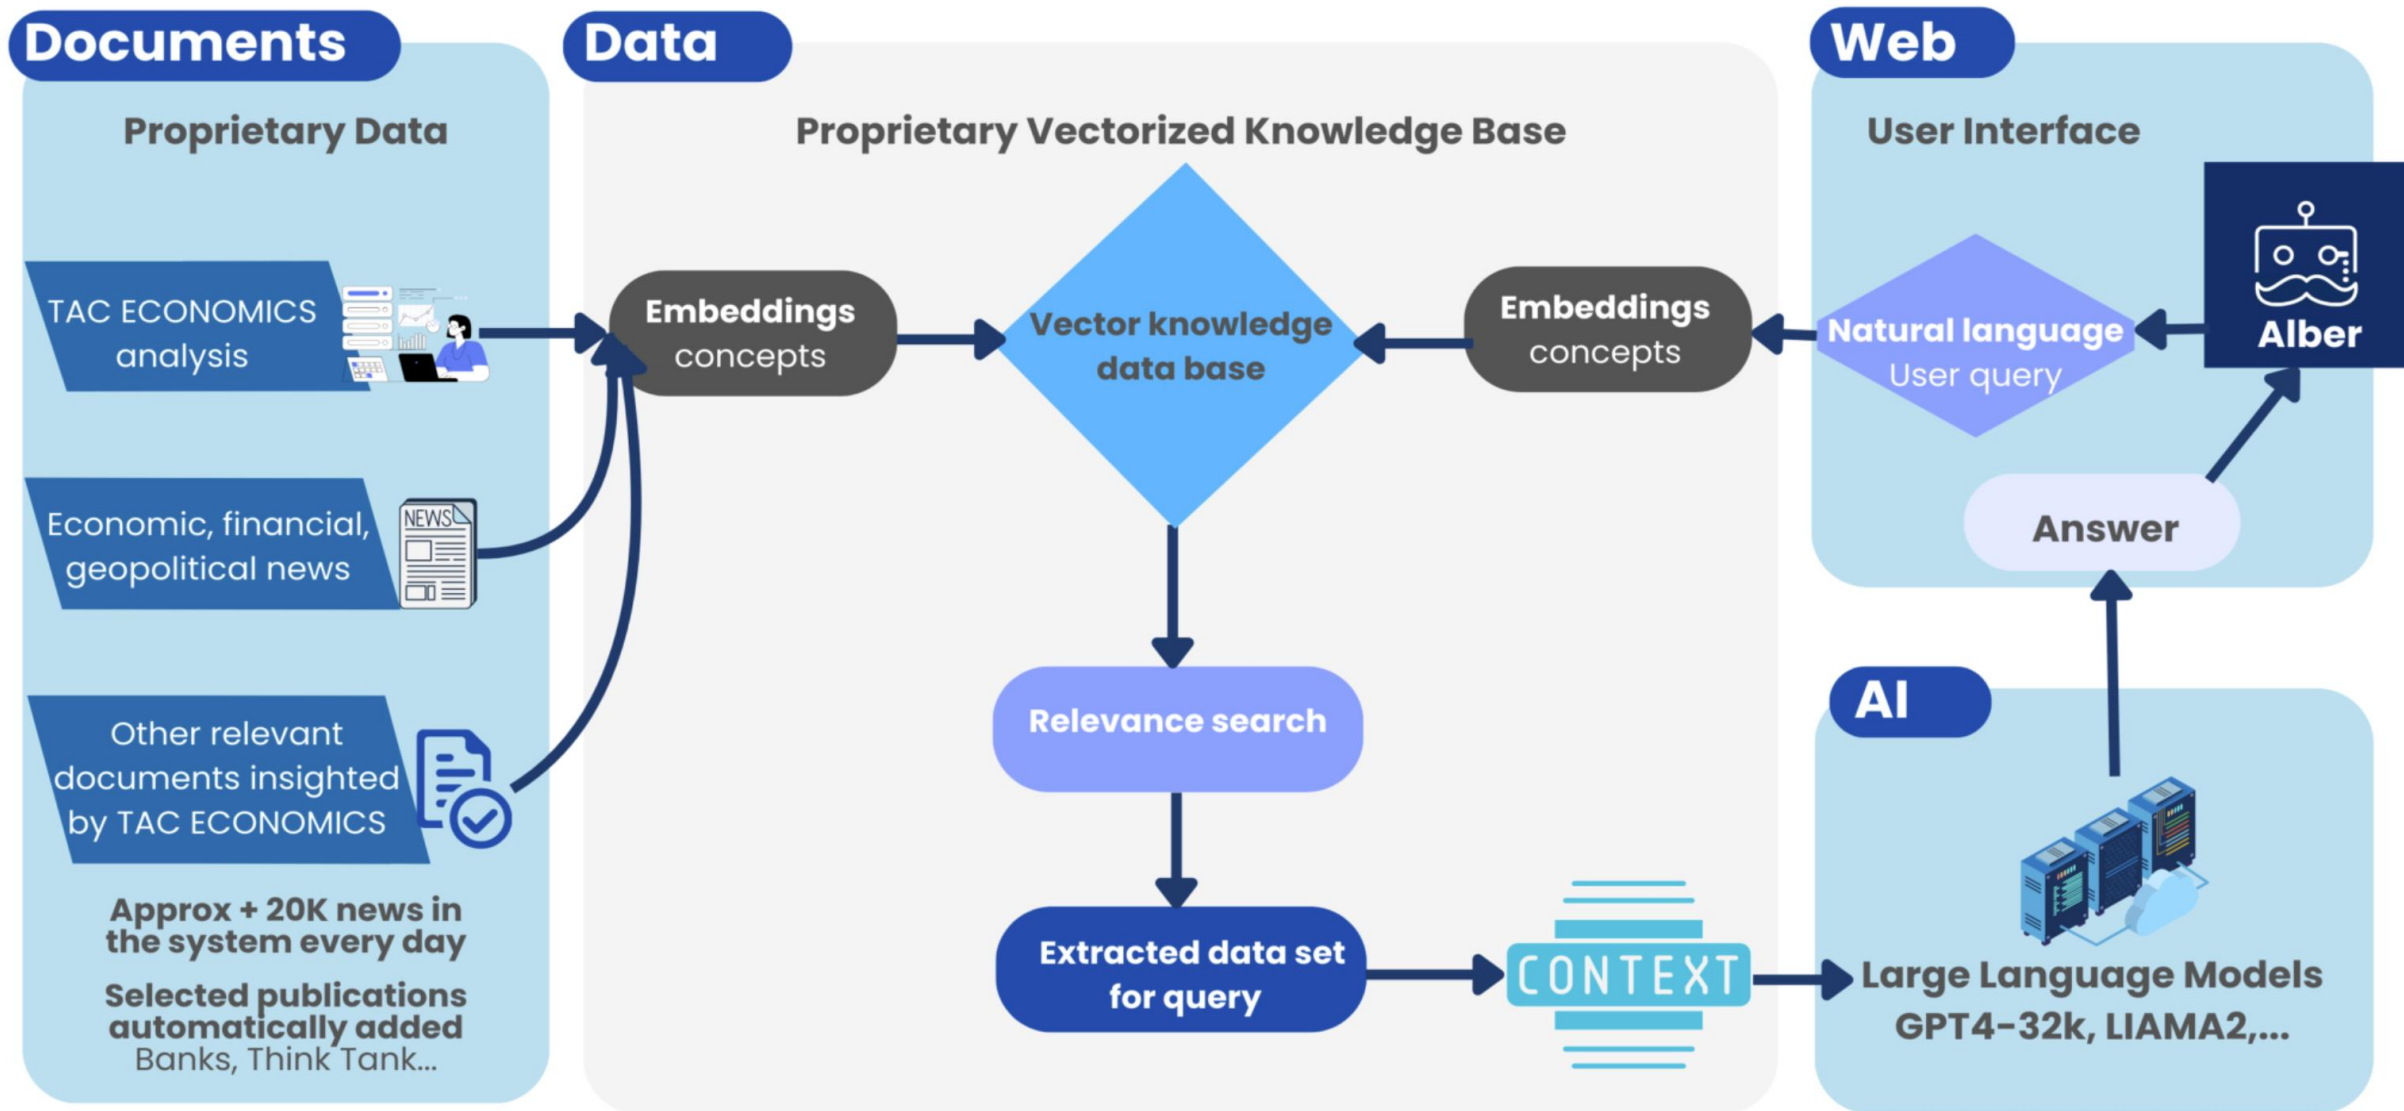 Documents
Proprietary Data
TAC ECONOMICS
analysis
Economic, financial,
geopolitical news
NEWS
Other relevant
documents insighted
by TAC ECONOMICS
Approx + 20K news in
the system every day
Selected publications
automatically added
Banks, Think Tank...
Data
Proprietary Vectorized Knowledge Base
Embeddings
concepts
Vector knowledge
data base
Embeddings
concepts
Relevance search
Extracted data set
for query
CONTEXT
Web
User Interface
Natural language
User query
Alber
Answer
AI
Large Language Models
GPT4-32k, LIAMA2,...